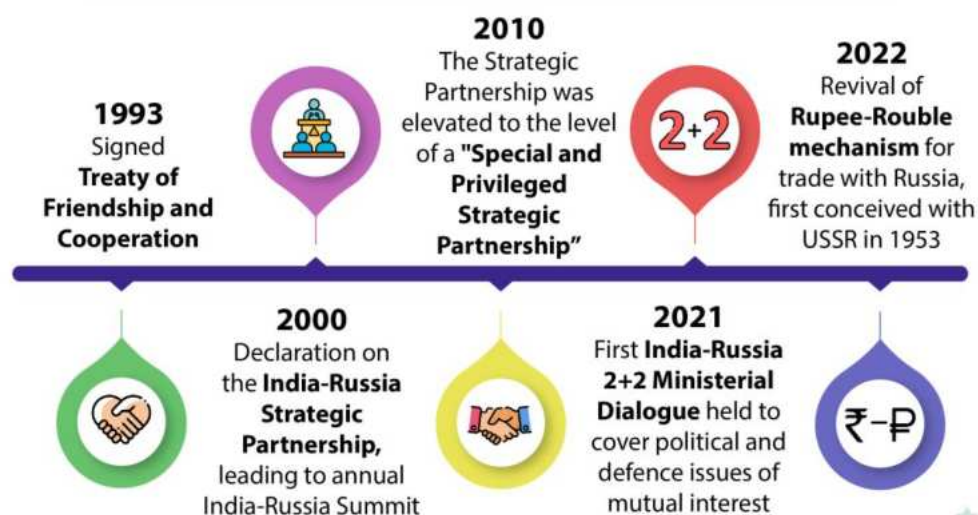 1993
Signed
Treaty of
Friendship and
Cooperation
2000
Declaration on
the India-Russia
Strategic
Partnership,
leading to annual
India-Russia Summit
2010
The Strategic
Partnership was
elevated to the level
of a "Special and
Privileged
Strategic
Partnership”
2+2
2021
First India-Russia
2+2 Ministerial
Dialogue held to
cover political and
defence issues of
mutual interest
2022
Revival of
Rupee-Rouble
mechanism for
trade with Russia,
first conceived with
USSR in 1953
₹-₽